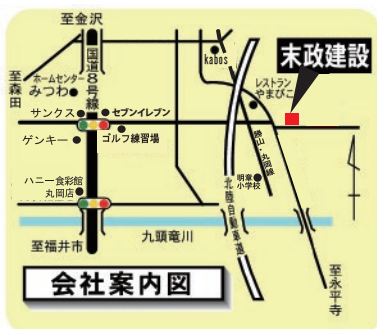 至金沢
国道8号線
至森田
ホームセンター
みつわ
サンクス
セブンイレブン
ゲンキー
ゴルフ練習場
ハニー食彩館
丸岡店
至福井市
九頭竜川
kabos
レストラン
やまびこ
末政建設
勝山・丸岡線
明章
小学校
北陸自動車道
至永平寺
会社案内図